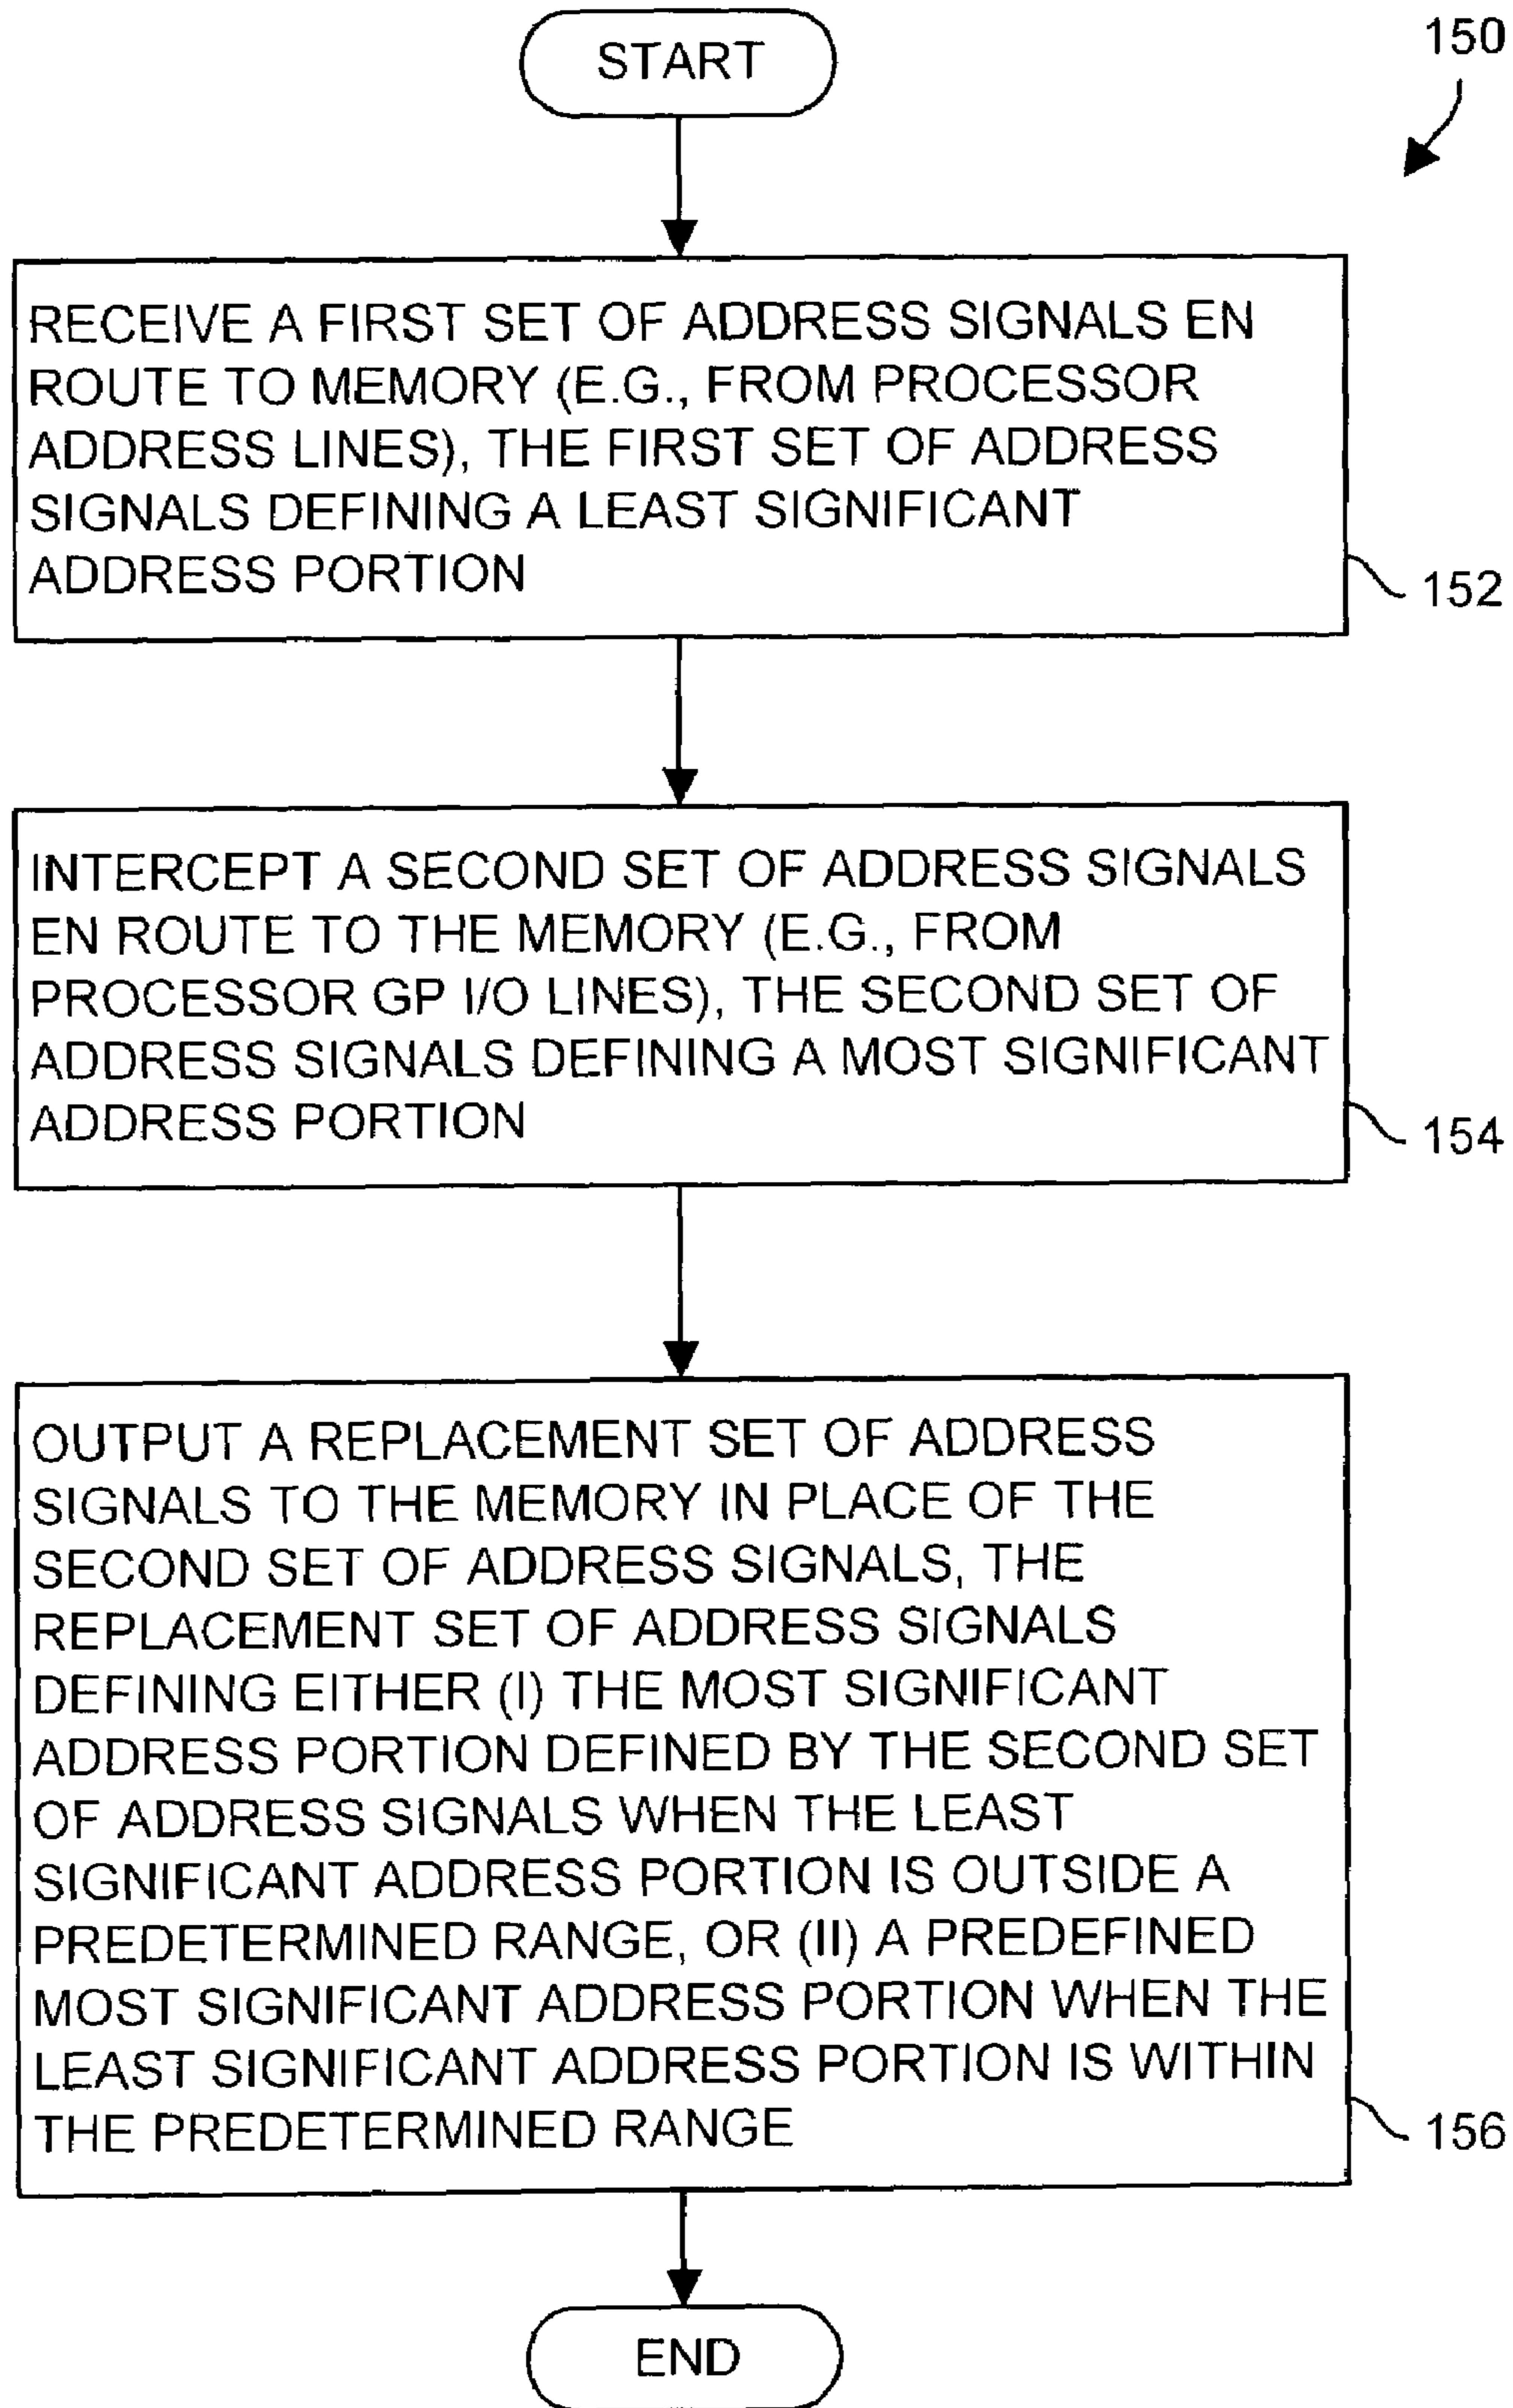 START
150
RECEIVE A FIRST SET OF ADDRESS SIGNALS EN
ROUTE TO MEMORY (E.G., FROM PROCESSOR
ADDRESS LINES), THE FIRST SET OF ADDRESS
SIGNALS DEFINING A LEAST SIGNIFICANT
ADDRESS PORTION
152
INTERCEPT A SECOND SET OF ADDRESS SIGNALS
EN ROUTE TO THE MEMORY (E.G., FROM
PROCESSOR GP I/O LINES), THE SECOND SET OF
ADDRESS SIGNALS DEFINING A MOST SIGNIFICANT
ADDRESS PORTION
154
OUTPUT A REPLACEMENT SET OF ADDRESS
SIGNALS TO THE MEMORY IN PLACE OF THE
SECOND SET OF ADDRESS SIGNALS, THE
REPLACEMENT SET OF ADDRESS SIGNALS
DEFINING EITHER (I) THE MOST SIGNIFICANT
ADDRESS PORTION DEFINED BY THE SECOND SET
OF ADDRESS SIGNALS WHEN THE LEAST
SIGNIFICANT ADDRESS PORTION IS OUTSIDE A
PREDETERMINED RANGE, OR (II) A PREDEFINED
MOST SIGNIFICANT ADDRESS PORTION WHEN THE
LEAST SIGNIFICANT ADDRESS PORTION IS WITHIN
THE PREDETERMINED RANGE
156
END